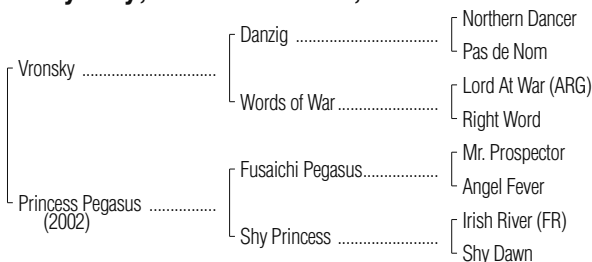 Northern Dancer
Danzig
Pas de Nom
Vronsky
Lord At War (ARG)
Words of War
Right Word
Mr. Prospector
Fusaichi Pegasus
Angel Fever
Princess Pegasus
(2002)
Irish River (FR)
Shy Princess
Shy Dawn